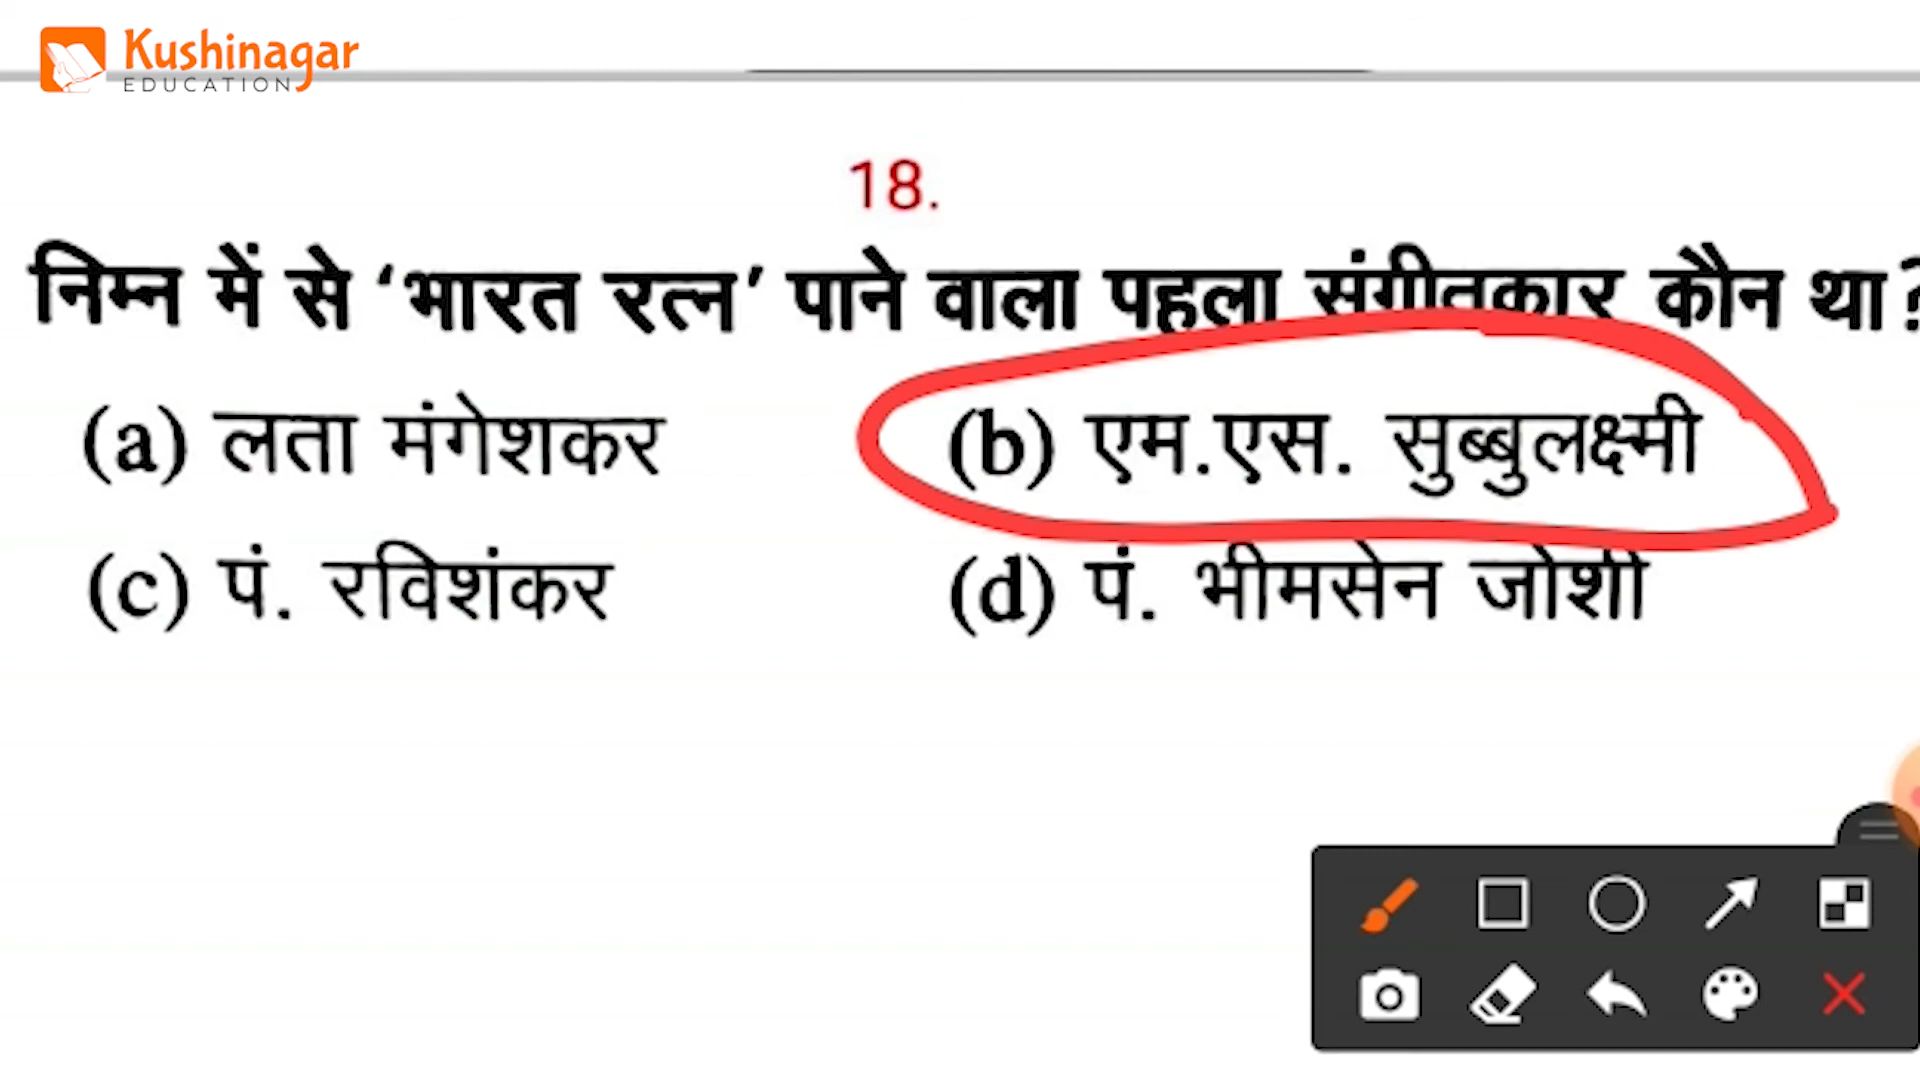 Kushinagar
EDUCATION
18.
निम्न में से ‘भारत रत्न’ पाने वाला पहला संगीतकार कौन था?
(a) लता मंगेशकर (b) एम.एस. सुब्बुलक्ष्मी
(c) पं. रविशंकर (d) पं. भीमसेन जोशी